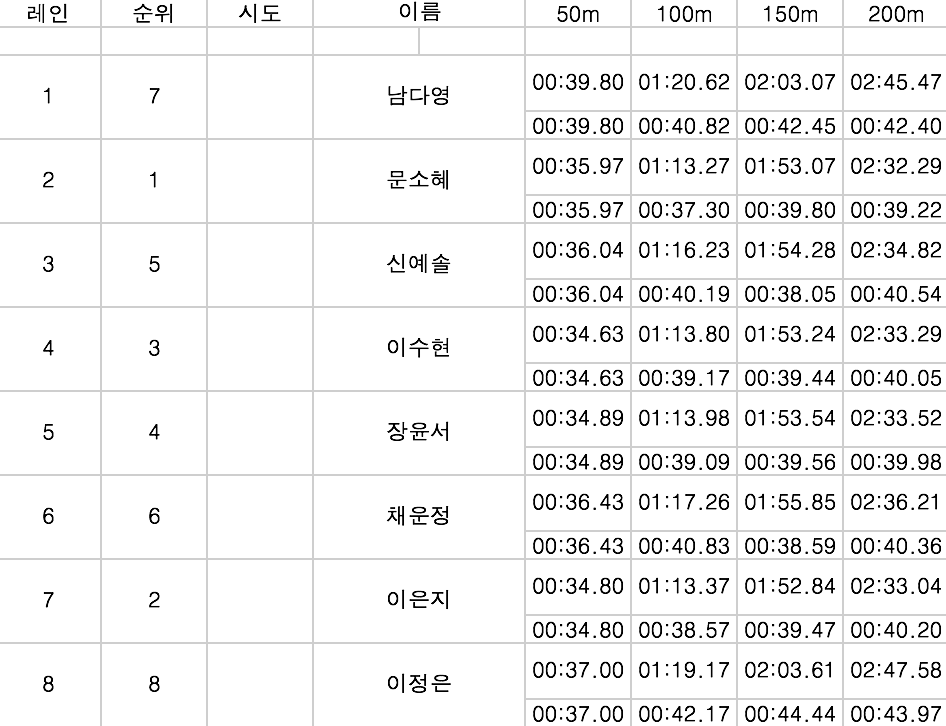 레인 순위 시도 이름 50m 100m 150m 200m
1 7 남다영 00:39.80 01:20.62 02:03.07 02:45.47
00:39.80 00:40.82 00:42.45 00:42.40
2 1 문소혜 00:35.97 01:13.27 01:53.07 02:32.29
00:35.97 00:37.30 00:39.80 00:39.22
3 5 신예솔 00:36.04 01:16.23 01:54.28 02:34.82
00:36.04 00:40.19 00:38.05 00:40.54
4 3 이수현 00:34.63 01:13.80 01:53.24 02:33.29
00:34.63 00:39.17 00:39.44 00:40.05
5 4 장윤서 00:34.89 01:13.98 01:53.54 02:33.52
00:34.89 00:39.09 00:39.56 00:39.98
6 6 채운정 00:36.43 01:17.26 01:55.85 02:36.21
00:36.43 00:40.83 00:38.59 00:40.36
7 2 이은지 00:34.80 01:13.37 01:52.84 02:33.04
00:34.80 00:38.57 00:39.47 00:40.20
8 8 이정은 00:37.00 01:19.17 02:03.61 02:47.58
00:37.00 00:42.17 00:44.44 00:43.97